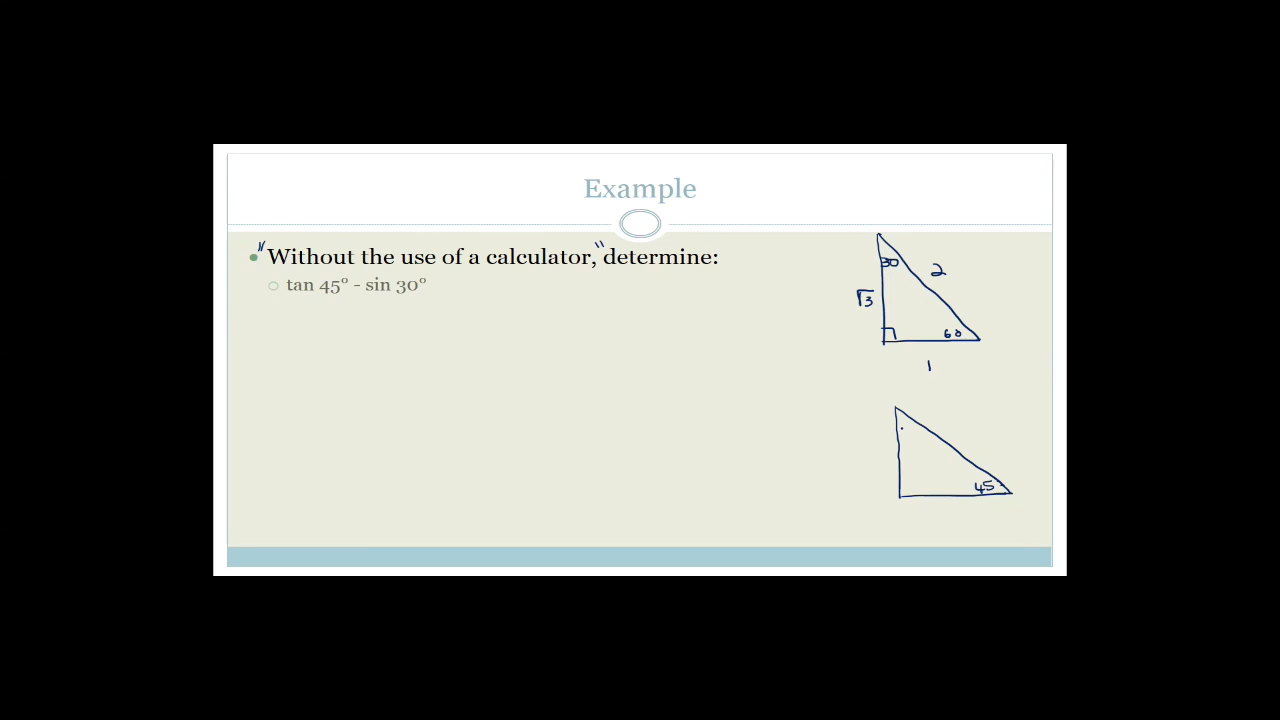 Example
"Without the use of a calculator," determine:
tan 45° - sin 30°
30
2
√3
60
1
45